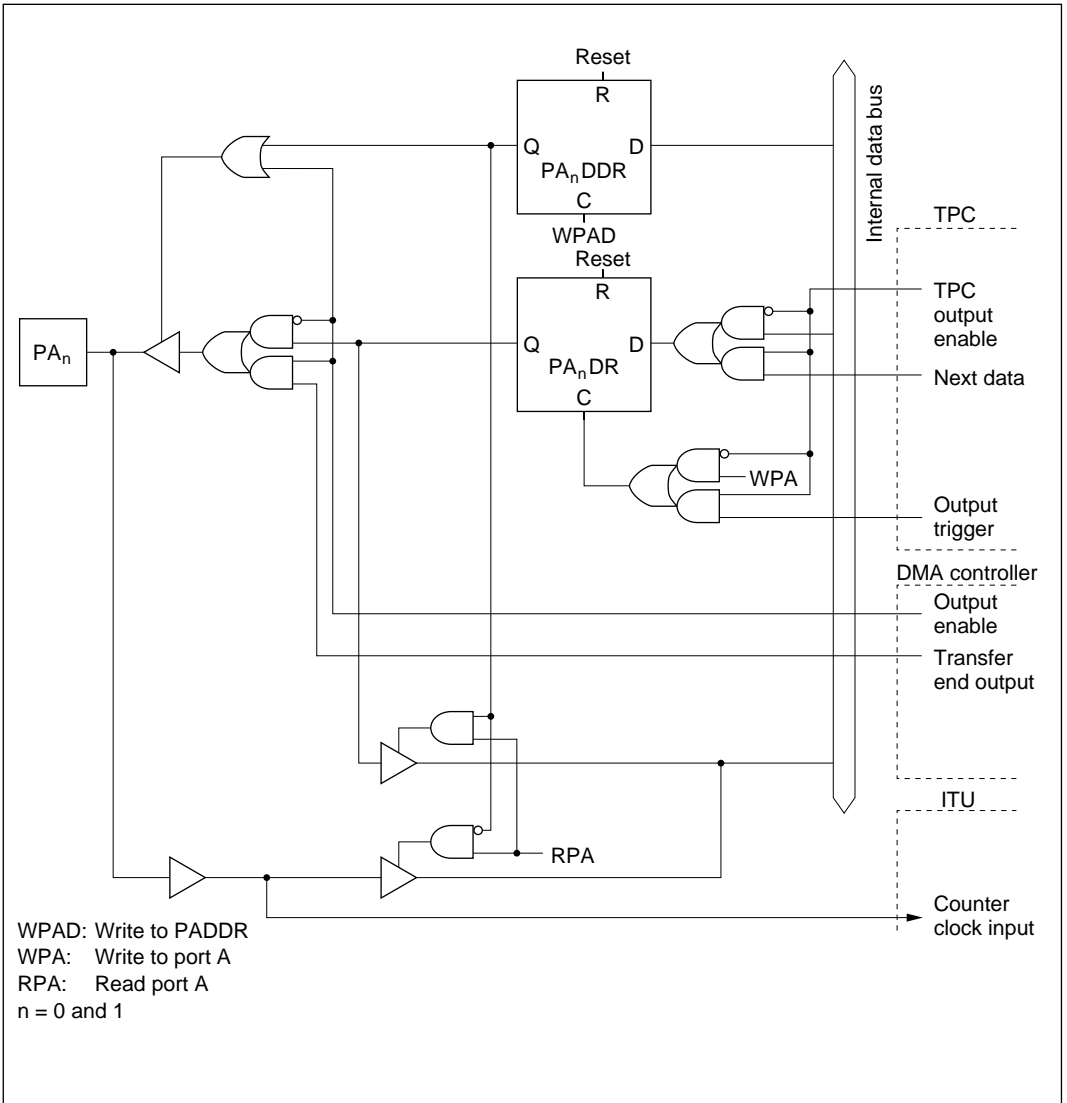 Reset
R
Q D
PAnDDR
C
WPAD
Internal data bus
TPC
Reset
R
TPC
output
enable
PAn
Q D
PAnDR
C
Next data
WPA
Output
trigger
DMA controller
Output
enable
Transfer
end output
ITU
RPA
Counter
clock input
WPAD: Write to PADDR
WPA: Write to port A
RPA: Read port A
n = 0 and 1